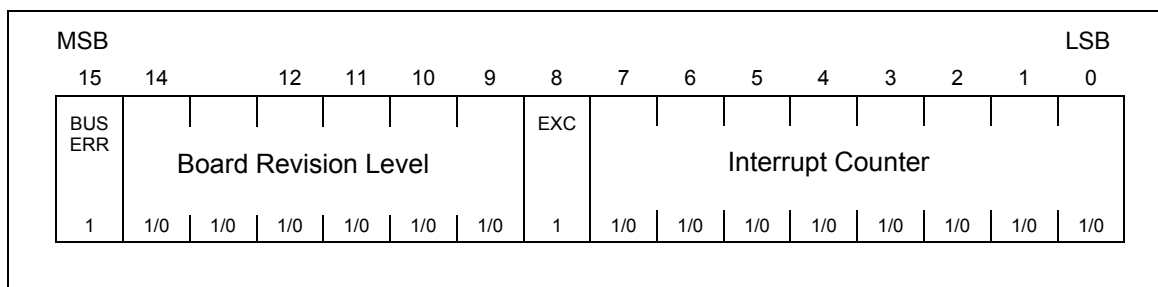 MSB LSB
15 14 12 11 10 9 8 7 6 5 4 3 2 1 0
BUS EXC
ERR
Board Revision Level Interrupt Counter
1 1/0 1/0 1/0 1/0 1/0 1/0 1 1/0 1/0 1/0 1/0 1/0 1/0 1/0 1/0